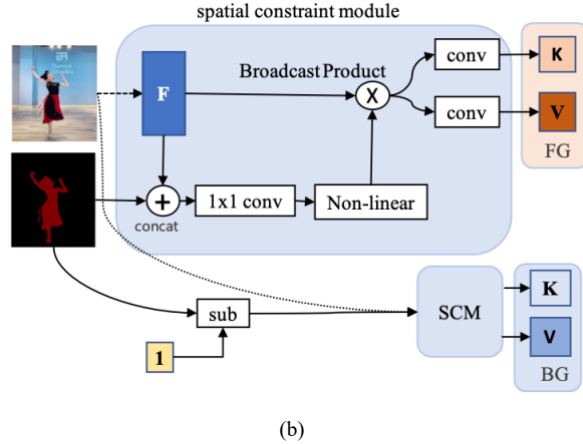 spatial constraint module
Broadcast Product
F
X
conv
K
conv
V
FG
+
concat
1x1 conv
Non-linear
sub
1
SCM
K
V
BG
(b)